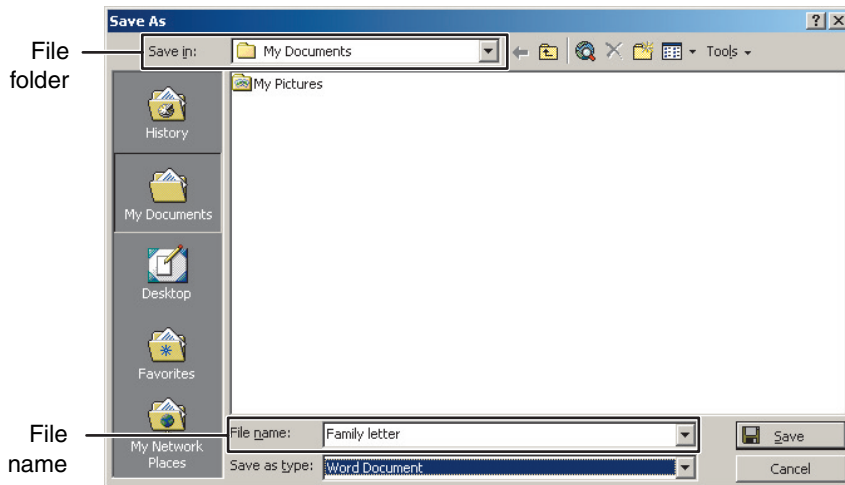 Save As
File
folder
Save in:
My Documents
Tools
My Pictures
History
My Documents
Desktop
Favorites
My Network
Places
File
name
File name:
Family letter
Save
Save as type:
Word Document
Cancel